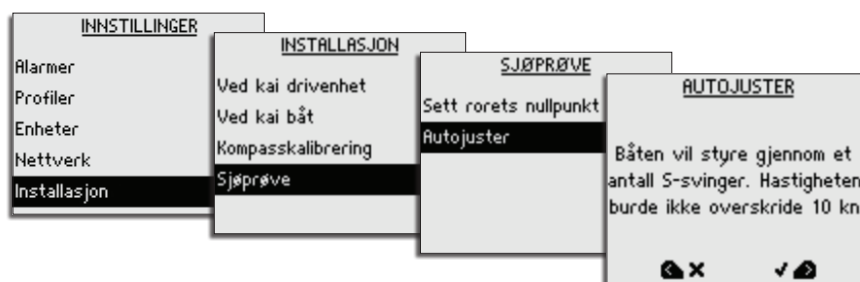 INNSTILLINGER
Alarmer
Profiler
Enheter
Nettverk
Installasjon
INSTALLASJON
Ved kai drivenhet
Ved kai båt
Kompasskalibrering
Sjøprøve
SJØPRØVE
Sett rorets nullpunkt
Autojuster
AUTOJUSTER
Båten vil styre gjennom et
antall S-svinger. Hastigheten
burde ikke overskride 10 kn